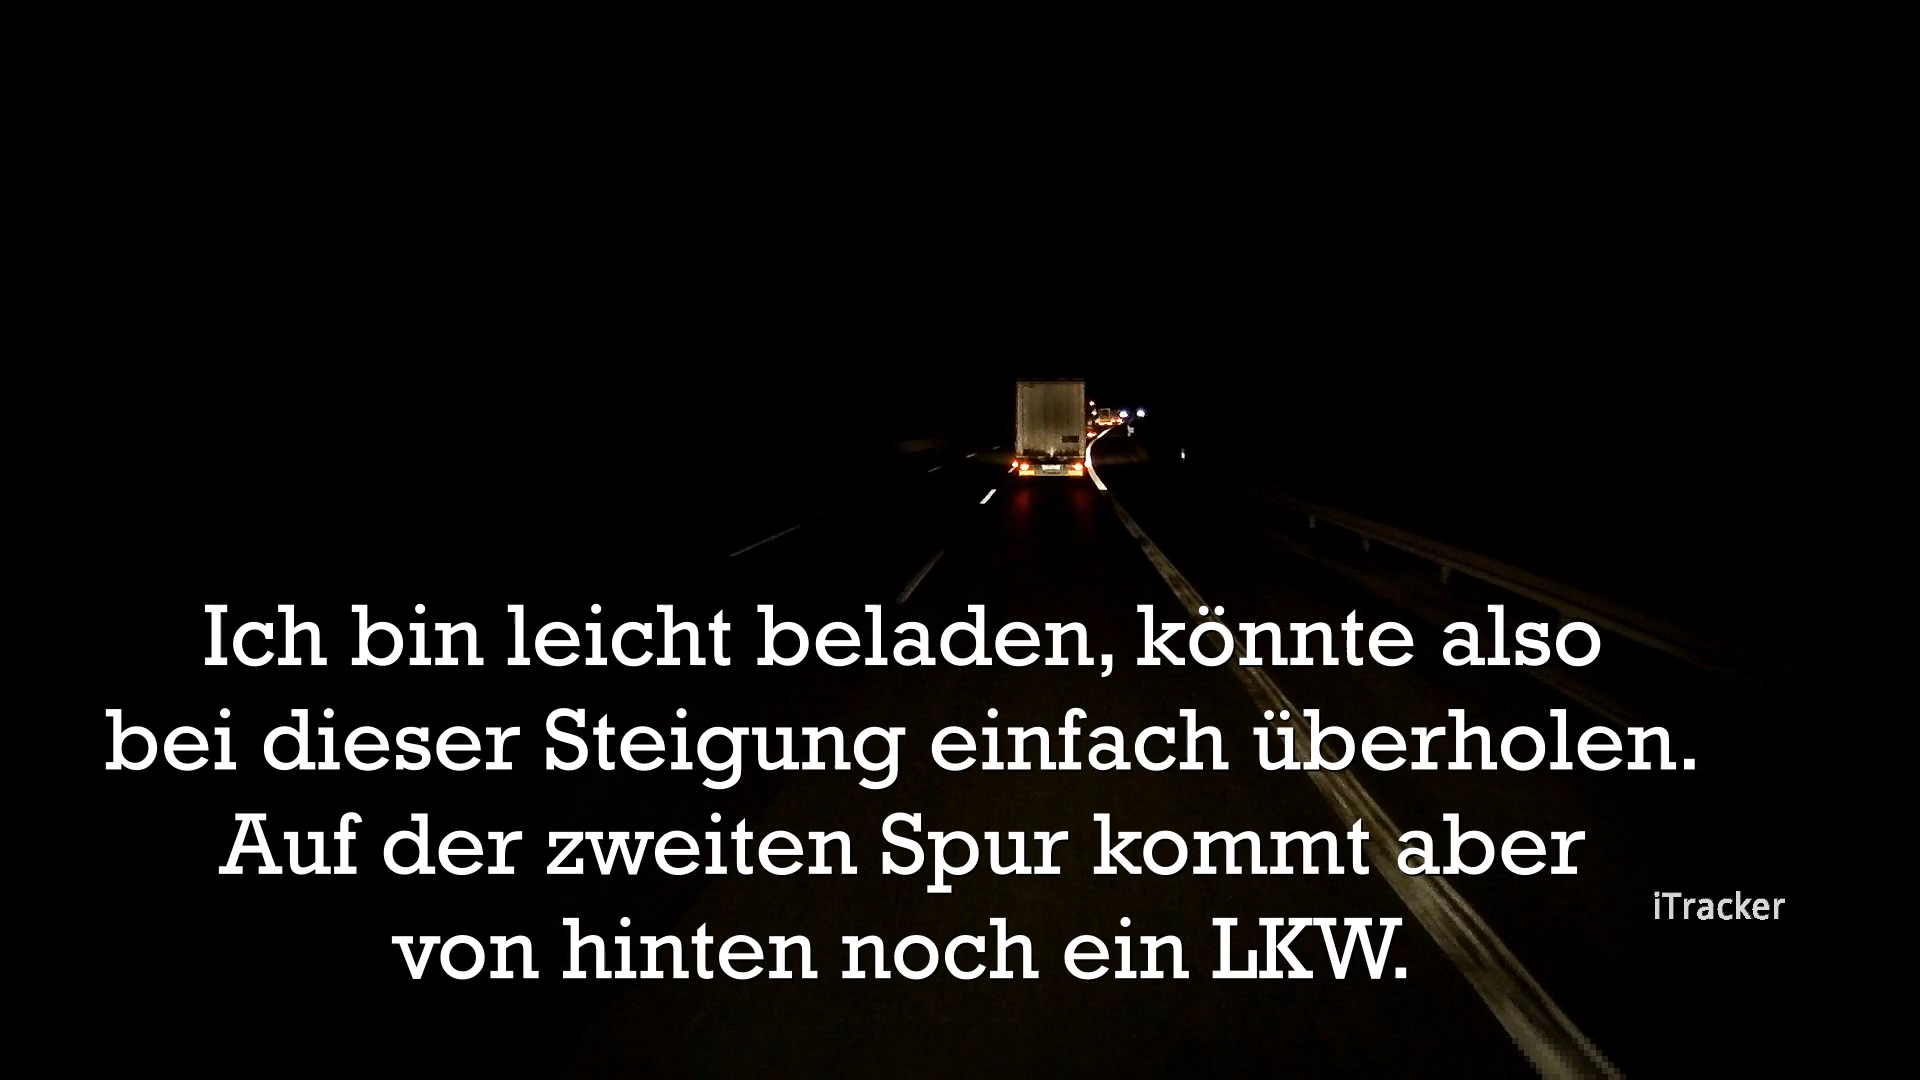 Ich bin leicht beladen, könnte also
bei dieser Steigung einfach überholen.
Auf der zweiten Spur kommt aber
von hinten noch ein LKW.
iTracker